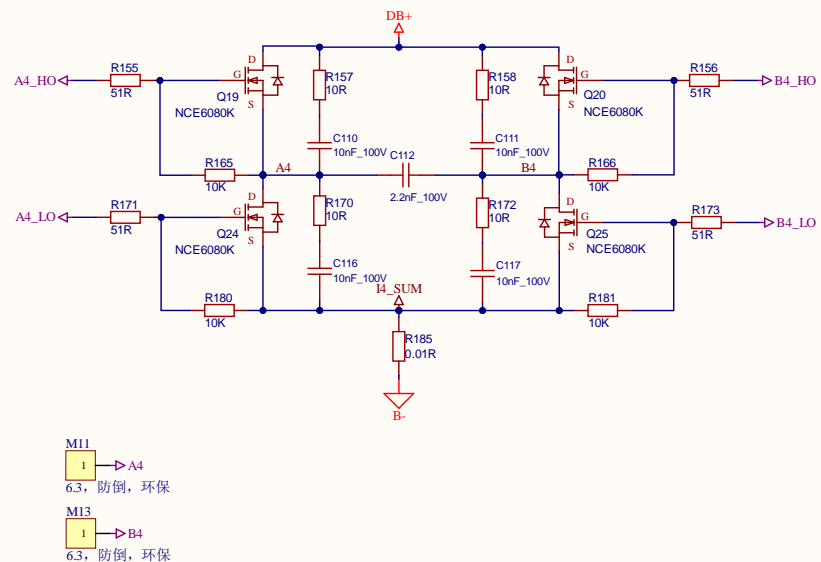 DB+
R155
A4_HO
51R
D
G
S
Q19
NCE6080K
R157
10R
R158
10R
D
G
S
Q20
NCE6080K
R156
51R
B4_HO
C110
10nF_100V
C111
10nF_100V
C112
2.2nF_100V
R165
10K
A4
B4
R166
10K
R171
A4_LO
51R
D
G
S
Q24
NCE6080K
R170
10R
R172
10R
D
G
S
Q25
NCE6080K
R173
51R
B4_LO
C116
10nF_100V
C117
10nF_100V
I4_SUM
R180
10K
R181
10K
R185
0.01R
B-
M11
1
A4
6.3，防倒，环保
M13
1
B4
6.3，防倒，环保